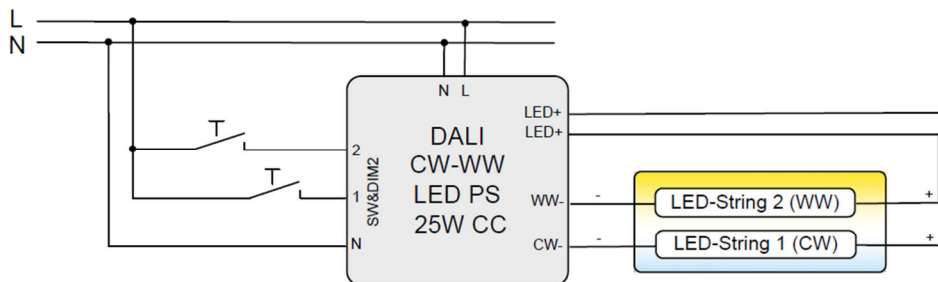 L
N
N L
LED+
LED+
DALI
CW-WW
LED PS
25W CC
SW&DIM2
2
1
N
WW-
CW-
-
LED-String 2 (WW)
+
-
LED-String 1 (CW)
+